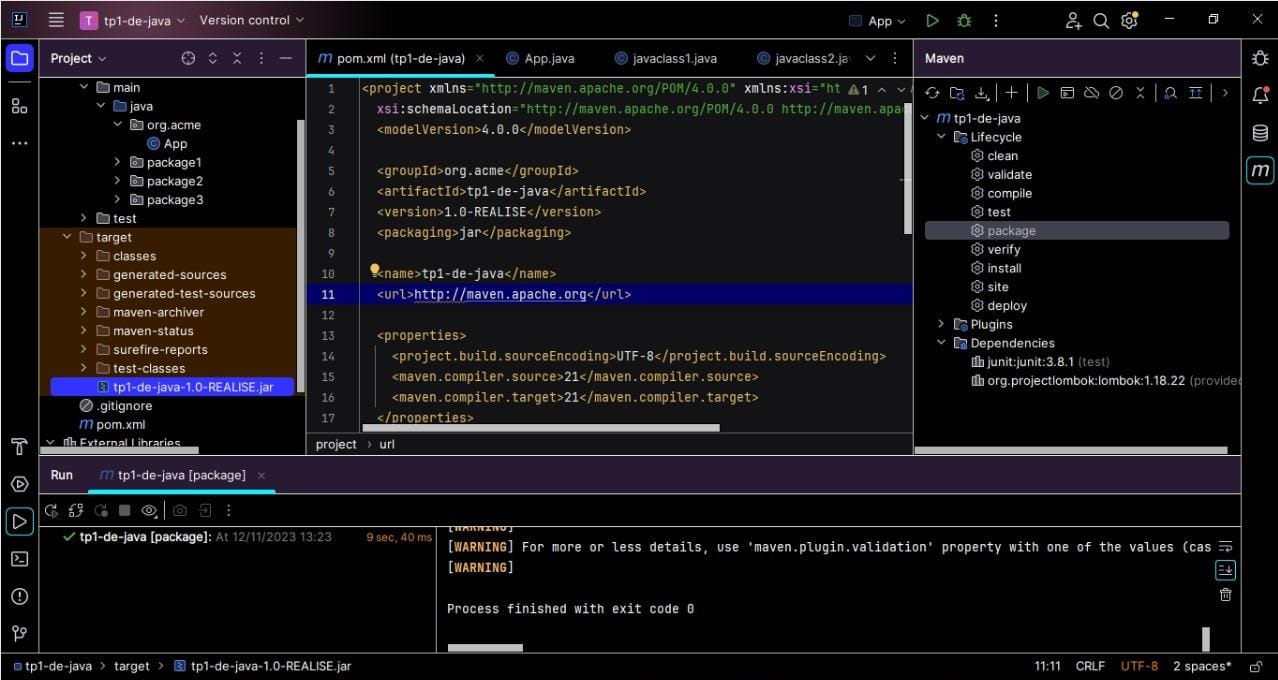 tp1-de-java Version control App
Project
main
java
org.acme
App
package1
package2
package3
test
target
classes
generated-sources
generated-test-sources
maven-archiver
maven-status
surefire-reports
test-classes
tp1-de-java-1.0-REALISE.jar
.gitignore
pom.xml
External Libraries
pom.xml (tp1-de-java) App.java javaclass1.java javaclass2.ja
1 <project xmlns="http://maven.apache.org/POM/4.0.0" xmlns:xsi="ht 1
2 xsi:schemaLocation="http://maven.apache.org/POM/4.0.0 http://maven.apa
3 <modelVersion>4.0.0</modelVersion>
4
5 <groupId>org.acme</groupId>
6 <artifactId>tp1-de-java</artifactId>
7 <version>1.0-REALISE</version>
8 <packaging>jar</packaging>
9
10 <name>tp1-de-java</name>
11 <url>http://maven.apache.org</url>
12
13 <properties>
14 <project.build.sourceEncoding>UTF-8</project.build.sourceEncoding>
15 <maven.compiler.source>21</maven.compiler.source>
16 <maven.compiler.target>21</maven.compiler.target>
17 </properties>
project › url
Maven
tp1-de-java
Lifecycle
clean
validate
compile
test
package
verify
install
site
deploy
Plugins
Dependencies
junit:junit:3.8.1 (test)
org.projectlombok:lombok:1.18.22 (provided
Run tp1-de-java [package]
tp1-de-java [package]: At 12/11/2023 13:23 9 sec, 40 ms
[WARNING]
[WARNING] For more or less details, use 'maven.plugin.validation' property with one of the values (cas
[WARNING]
Process finished with exit code 0
tp1-de-java > target > tp1-de-java-1.0-REALISE.jar 11:11 CRLF UTF-8 2 spaces*